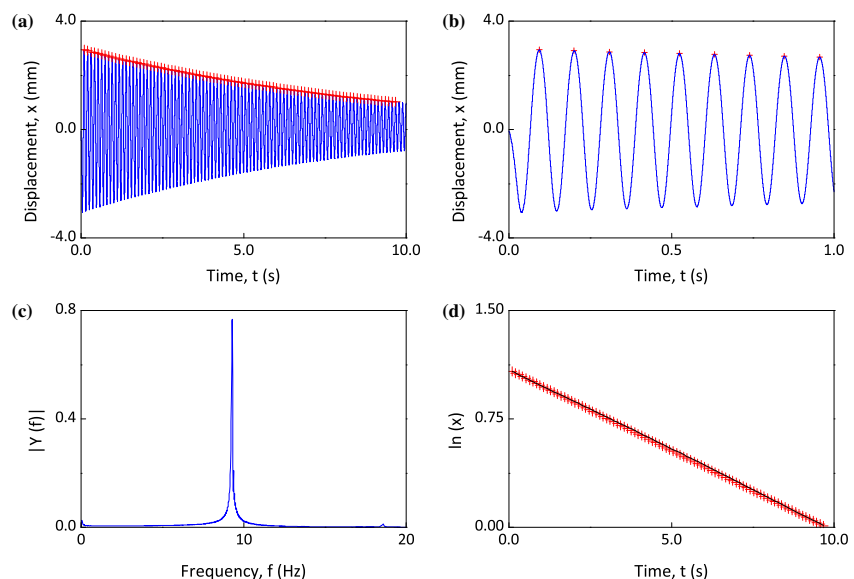 (a)
4.0
0.0
-4.0
Displacement, x (mm)
0.0
5.0
10.0
Time, t (s)
(b)
4.0
0.0
-4.0
Displacement, x (mm)
0.0
0.5
1.0
Time, t (s)
(c)
0.8
0.4
0.0
|Y (f)|
0
10
20
Frequency, f (Hz)
(d)
1.50
0.75
0.00
ln (x)
0.0
5.0
10.0
Time, t (s)